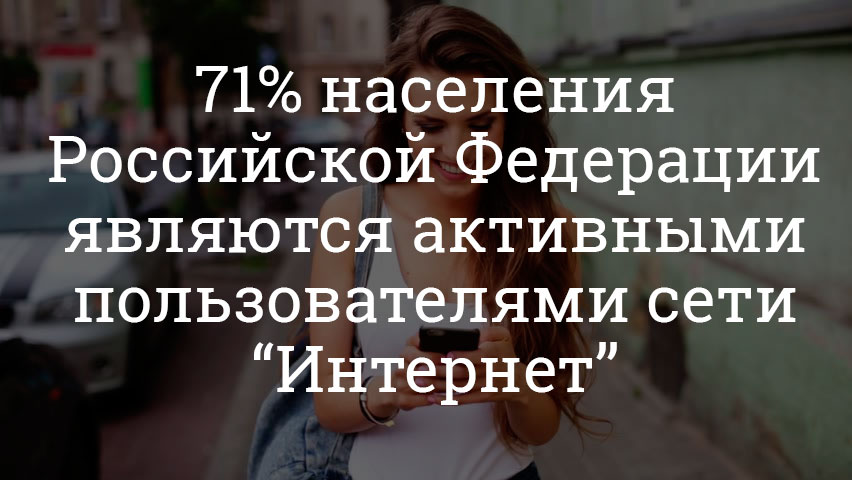 71% населения
Российской Федерации
являются активными
пользователями сети
“Интернет”